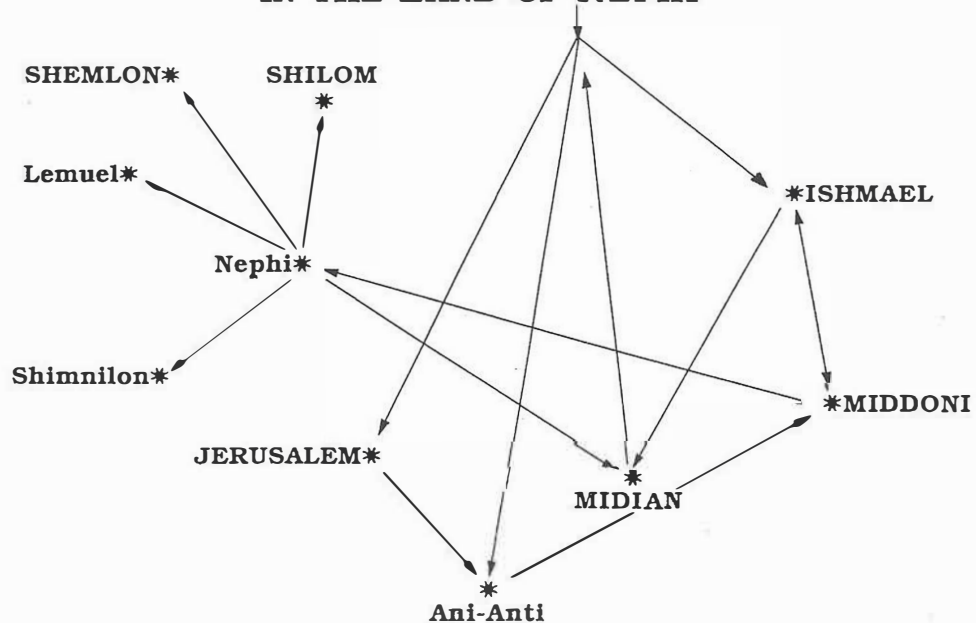 IN THE LAND OF NEPHI
SHEMLON
SHILOM
Lemuel
ISHMAEL
Nephi
Shimnilon
MIDDONI
JERUSALEM
MIDIAN
Ani-Anti